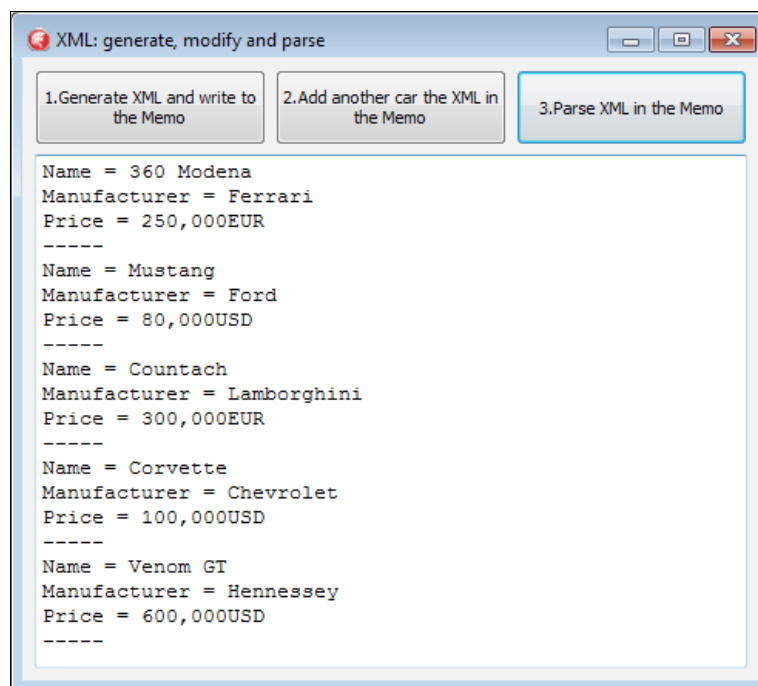 XML: generate, modify and parse
1.Generate XML and write to
the Memo
2.Add another car the XML in
the Memo
3.Parse XML in the Memo
Name = 360 Modena
Manufacturer = Ferrari
Price = 250,000EUR
-----
Name = Mustang
Manufacturer = Ford
Price = 80,000USD
-----
Name = Countach
Manufacturer = Lamborghini
Price = 300,000EUR
-----
Name = Corvette
Manufacturer = Chevrolet
Price = 100,000USD
-----
Name = Venom GT
Manufacturer = Hennessey
Price = 600,000USD
-----